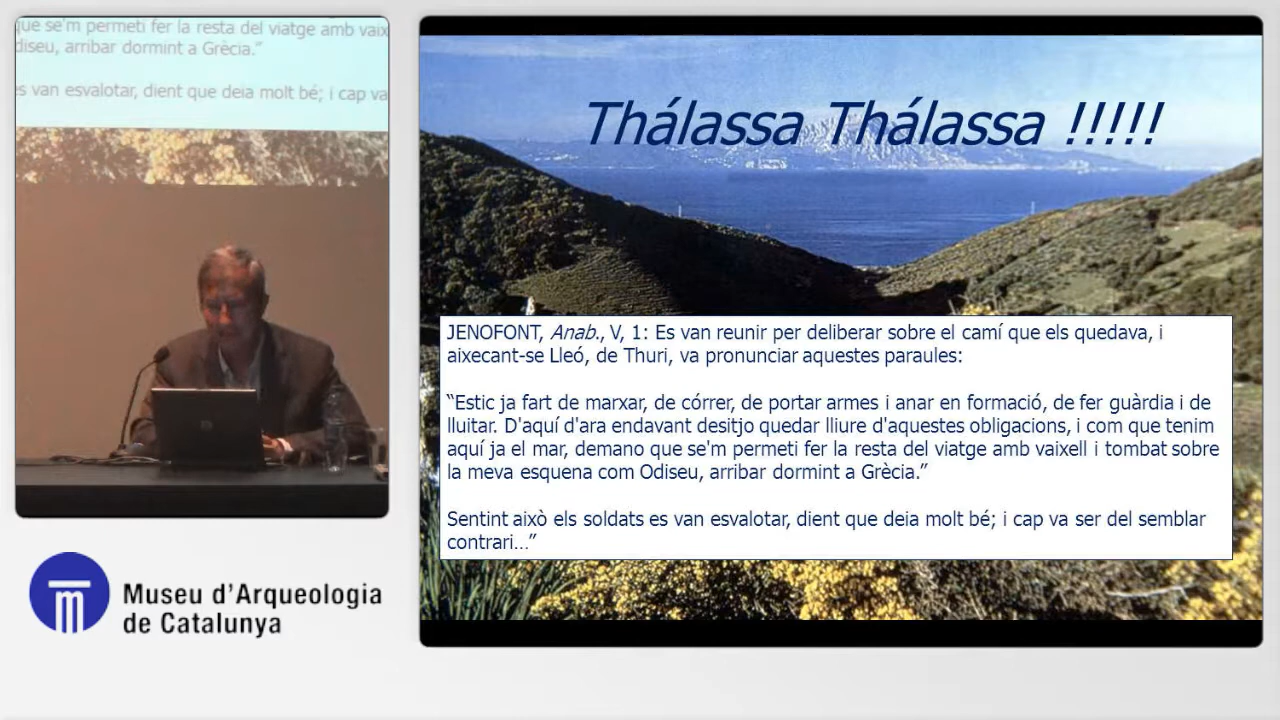 que se'm permeti fer la resta del viatge amb vaix
diseu, arribar dormint a Grècia.”
es van esvalotar, dient que deia molt bé; i cap va
Museu d'Arqueologia
de Catalunya
Thálassa Thálassa !!!!!
JENOFONT, Anab., V, 1: Es van reunir per deliberar sobre el camí que els quedava, i
aixecant-se Lleó, de Thuri, va pronunciar aquestes paraules:
“Estic ja fart de marxar, de córrer, de portar armes i anar en formació, de fer guàrdia i de
lluitar. D'aquí d'ara endavant desitjo quedar lliure d'aquestes obligacions, i com que tenim
aquí ja el mar, demano que se'm permeti fer la resta del viatge amb vaixell i tombat sobre
la meva esquena com Odiseu, arribar dormint a Grècia.”
Sentint això els soldats es van esvalotar, dient que deia molt bé; i cap va ser del semblar
contrari…”